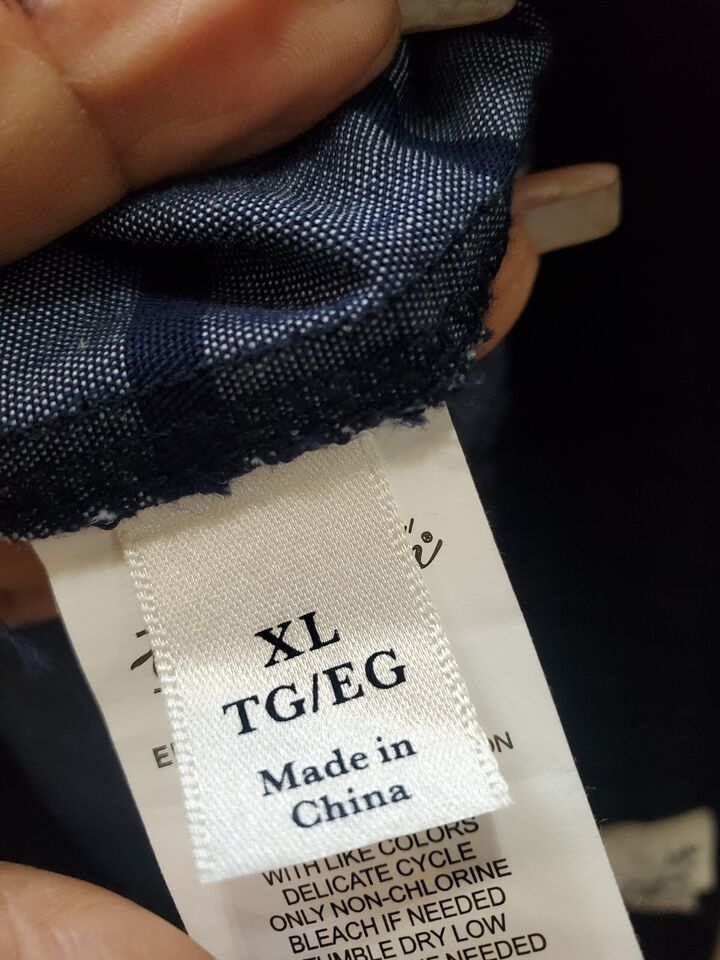 XL
TG/EG
Made in
China
WITH LIKE COLORS
DELICATE CYCLE
ONLY NON-CHLORINE
BLEACH IF NEEDED
TUMBLE DRY LOW
NEEDED